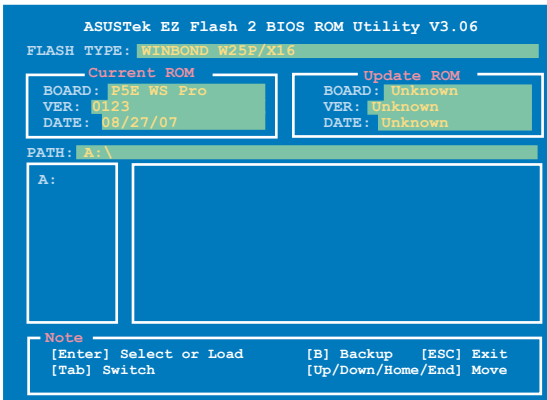 ASUSTek EZ Flash 2 BIOS ROM Utility V3.06
FLASH TYPE: WINBOND W25P/X16
Current ROM
BOARD: P5E WS Pro
VER: 0123
DATE: 08/27/07
Update ROM
BOARD: Unknown
VER: Unknown
DATE: Unknown
PATH: A:\
A:
Note
[Enter] Select or Load [B] Backup [ESC] Exit
[Tab] Switch [Up/Down/Home/End] Move